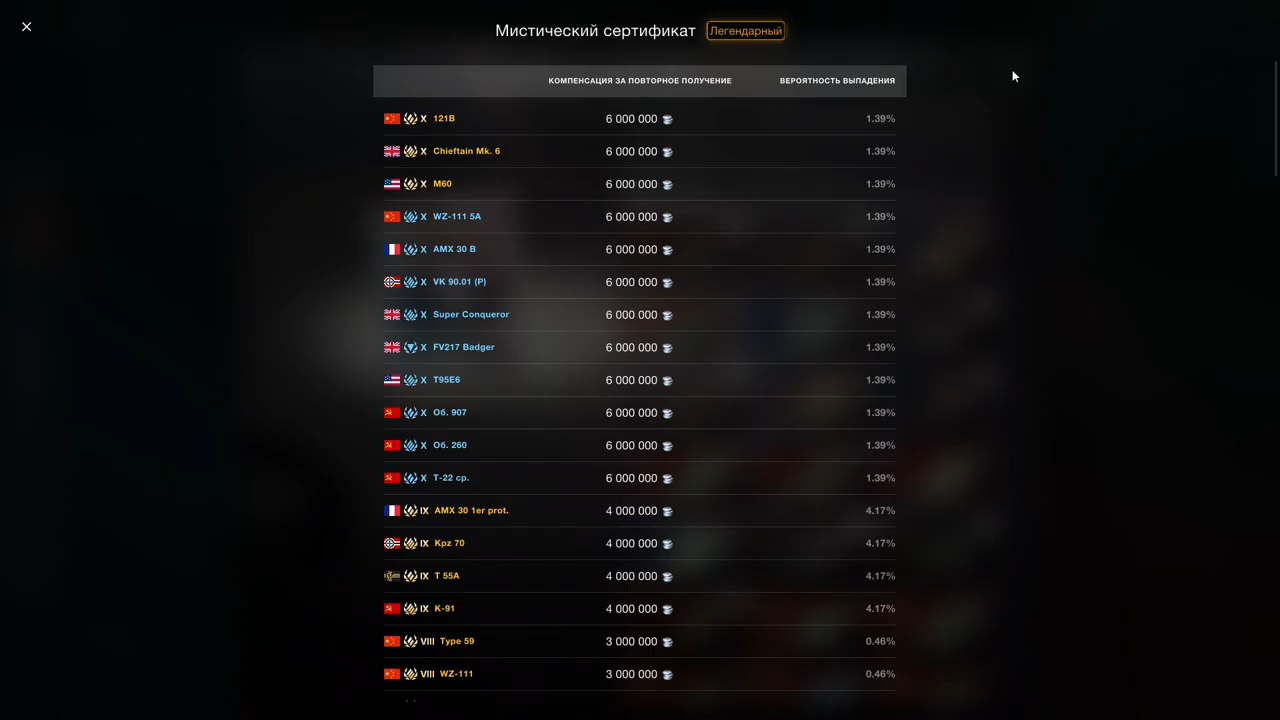 Мистический сертификат Легендарный
КОМПЕНСАЦИЯ ЗА ПОВТОРНОЕ ПОЛУЧЕНИЕ ВЕРОЯТНОСТЬ ВЫПАДЕНИЯ
X 121B 6 000 000 1.39%
X Chieftain Mk. 6 6 000 000 1.39%
X M60 6 000 000 1.39%
X WZ-111 5A 6 000 000 1.39%
X AMX 30 B 6 000 000 1.39%
X VK 90.01 (P) 6 000 000 1.39%
X Super Conqueror 6 000 000 1.39%
X FV217 Badger 6 000 000 1.39%
X T95E6 6 000 000 1.39%
X Об. 907 6 000 000 1.39%
X Об. 260 6 000 000 1.39%
X Т-22 ср. 6 000 000 1.39%
IX AMX 30 1er prot. 4 000 000 4.17%
IX Kpz 70 4 000 000 4.17%
IX T 55A 4 000 000 4.17%
IX К-91 4 000 000 4.17%
VIII Type 59 3 000 000 0.46%
VIII WZ-111 3 000 000 0.46%